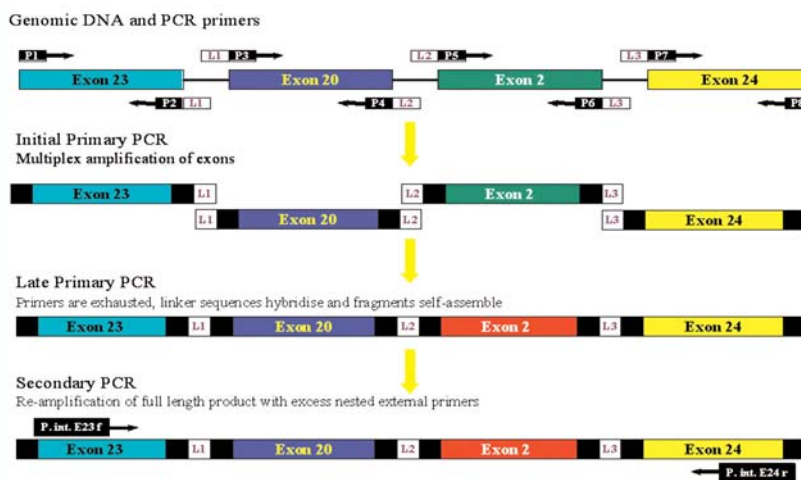 Genomic DNA and PCR primers
P1 L1 P3 L2 P5 L3 P7
Exon 23 Exon 20 Exon 2 Exon 24
P2 L1 P4 L2 P6 L3 P8
Initial Primary PCR
Multiplex amplification of exons
Exon 23 L1 L2 Exon 2 L3
L1 Exon 20 L2 L3 Exon 24
Late Primary PCR
Primers are exhausted, linker sequences hybridise and fragments self-assemble
Exon 23 L1 Exon 20 L2 Exon 2 L3 Exon 24
Secondary PCR
Re-amplification of full length product with excess nested external primers
P. int. E23 f
Exon 23 L1 Exon 20 L2 Exon 2 L3 Exon 24
P. int. E24 r